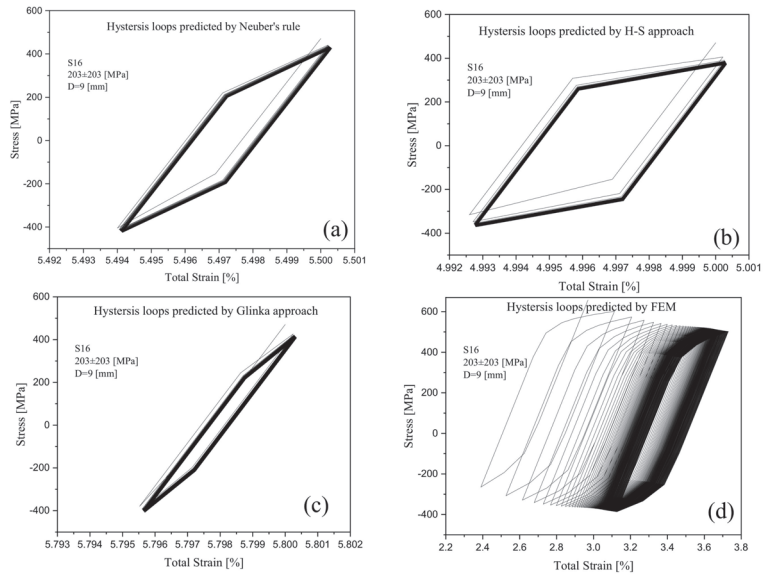 Hystersis loops predicted by Neuber's rule
S16
203±203 [MPa]
D=9 [mm]
Stress [MPa]
600
400
200
0
-200
-400
(a)
5.492 5.493 5.494 5.495 5.496 5.497 5.498 5.499 5.500 5.501
Total Strain [%]
Hystersis loops predicted by H-S approach
S16
203±203 [MPa]
D=9 [mm]
Stress [MPa]
600
400
200
0
-200
-400
(b)
4.992 4.993 4.994 4.995 4.996 4.997 4.998 4.999 5.000 5.001
Total Strain [%]
Hystersis loops predicted by Glinka approach
S16
203±203 [MPa]
D=9 [mm]
Stress [MPa]
600
400
200
0
-200
-400
(c)
5.793 5.794 5.795 5.796 5.797 5.798 5.799 5.800 5.801 5.802
Total Strain [%]
Hystersis loops predicted by FEM
S16
203±203 [MPa]
D=9 [mm]
Stress [MPa]
600
400
200
0
-200
-400
(d)
2.2 2.4 2.6 2.8 3.0 3.2 3.4 3.6 3.8
Total Strain [%]